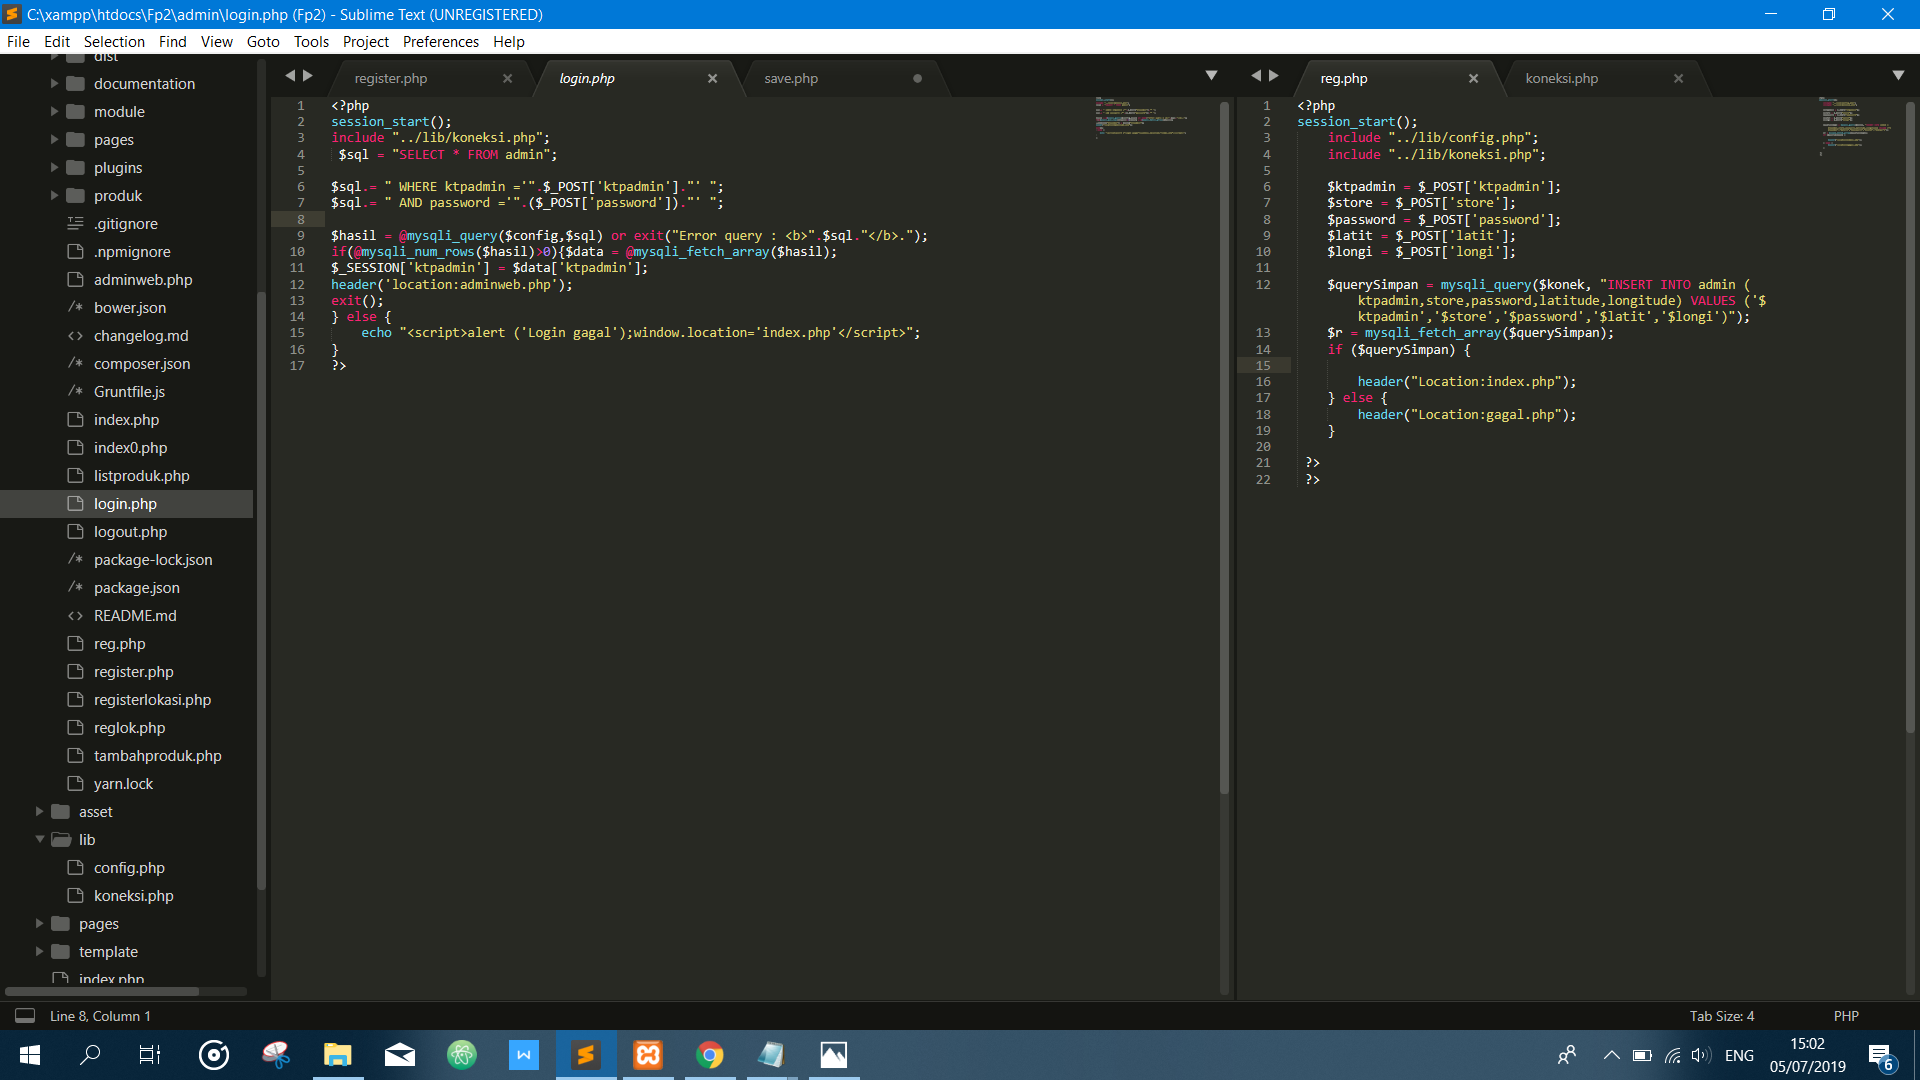 C:\xampp\htdocs\Fp2\admin\login.php (Fp2) - Sublime Text (UNREGISTERED)
File Edit Selection Find View Goto Tools Project Preferences Help
dist
documentation
module
pages
plugins
produk
.gitignore
.npmignore
adminweb.php
/* bower.json
<> changelog.md
/* composer.json
/* Gruntfile.js
index.php
index0.php
listproduk.php
login.php
logout.php
/* package-lock.json
/* package.json
<> README.md
reg.php
register.php
registerlokasi.php
reglok.php
tambahproduk.php
yarn.lock
asset
lib
config.php
koneksi.php
pages
template
index.php
register.php login.php save.php
1 <?php
2 session_start();
3 include "../lib/koneksi.php";
4 $sql = "SELECT * FROM admin";
5
6 $sql.= " WHERE ktpadmin ='".$_POST['ktpadmin']."' ";
7 $sql.= " AND password ='".($_POST['password'])."' ";
8
9 $hasil = @mysqli_query($config,$sql) or exit("Error query : <b>".$sql."</b>.");
10 if(@mysqli_num_rows($hasil)>0){$data = @mysqli_fetch_array($hasil);
11 $_SESSION['ktpadmin'] = $data['ktpadmin'];
12 header('location:adminweb.php');
13 exit();
14 } else {
15 echo "<script>alert ('Login gagal');window.location='index.php'</script>";
16 }
17 ?>
reg.php koneksi.php
1 <?php
2 session_start();
3 include "../lib/config.php";
4 include "../lib/koneksi.php";
5
6 $ktpadmin = $_POST['ktpadmin'];
7 $store = $_POST['store'];
8 $password = $_POST['password'];
9 $latit = $_POST['latit'];
10 $longi = $_POST['longi'];
11
12 $querySimpan = mysqli_query($konek, "INSERT INTO admin (
ktpadmin,store,password,latitude,longitude) VALUES ('$
ktpadmin','$store','$password','$latit','$longi')");
13 $r = mysqli_fetch_array($querySimpan);
14 if ($querySimpan) {
15
16 header("Location:index.php");
17 } else {
18 header("Location:gagal.php");
19 }
20
21 ?>
22 ?>
Line 8, Column 1
Tab Size: 4 PHP
ENG
15:02
05/07/2019
6